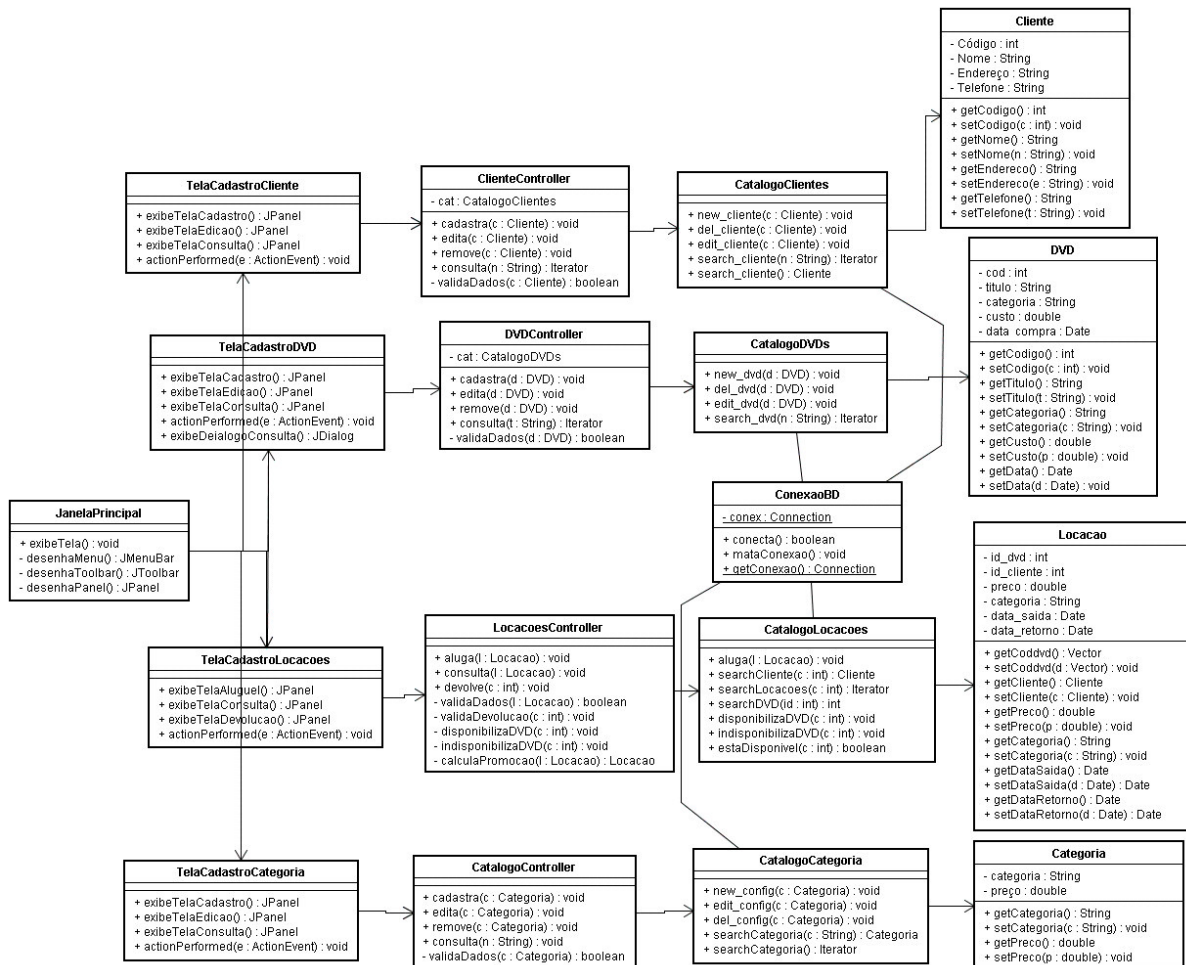 Cliente
- Código : int
- Nome : String
- Endereço : String
- Telefone : String
+ getCodigo() : int
+ setCodigo(c : int) : void
+ getNome() : String
+ setNome(n : String) : void
+ getEndereco() : String
+ setEndereco(e : String) : void
+ getTelefone() : String
+ setTelefone(t : String) : void
TelaCadastroCliente
+ exibeTelaCadastro() : JPanel
+ exibeTelaEdicao() : JPanel
+ exibeTelaConsulta() : JPanel
+ actionPerformed(e : ActionEvent) : void
ClienteController
- cat : CatalogoClientes
+ cadastra(c : Cliente) : void
+ edita(c : Cliente) : void
+ remove(c : Cliente) : void
+ consulta(n : String) : Iterator
- validaDados(c : Cliente) : boolean
CatalogoClientes
+ new_cliente(c : Cliente) : void
+ del_cliente(c : Cliente) : void
+ edit_cliente(c : Cliente) : void
+ search_cliente(n : String) : Iterator
+ search_cliente() : Cliente
DVD
- cod : int
- titulo : String
- categoria : String
- custo : double
- data_compra : Date
+ getCodigo() : int
+ setCodigo(c : int) : void
+ getTitulo() : String
+ setTitulo(t : String) : void
+ getCategoria() : String
+ setCategoria(c : String) : void
+ getCusto() : double
+ setCusto(p : double) : void
+ getData() : Date
+ setData(d : Date) : void
TelaCadastroDVD
+ exibeTelaCadastro() : JPanel
+ exibeTelaEdicao() : JPanel
+ exibeTelaConsulta() : JPanel
+ actionPerformed(e : ActionEvent) : void
+ exibeDeialogoConsulta() : JDialog
DVDController
- cat : CatalogoDVDs
+ cadastra(d : DVD) : void
+ edita(d : DVD) : void
+ remove(d : DVD) : void
+ consulta(t : String) : Iterator
- validaDados(d : DVD) : boolean
CatalogoDVDs
+ new_dvd(d : DVD) : void
+ del_dvd(d : DVD) : void
+ edit_dvd(d : DVD) : void
+ search_dvd(n : String) : Iterator
JanelaPrincipal
+ exibeTela() : void
- desenhaMenu() : JMenuBar
- desenhaToolbar() : JToolbar
- desenhaPanel() : JPanel
ConexaoBD
- conex : Connection
+ conecta() : boolean
+ mataConexao() : void
+ getConexao() : Connection
Locacao
- id_dvd : int
- id_cliente : int
- preco : double
- categoria : String
- data_saida : Date
- data_retorno : Date
+ getCoddvd() : Vector
+ setCoddvd(d : Vector) : void
+ getCliente() : Cliente
+ setCliente(c : Cliente) : void
+ getPreco() : double
+ setPreco(p : double) : void
+ getCategoria() : String
+ setCategoria(c : String) : void
+ getDataSaida() : Date
+ setDataSaida(d : Date) : Date
+ getDataRetorno() : Date
+ setDataRetorno(d : Date) : Date
TelaCadastroLocacoes
+ exibeTelaAluguel() : JPanel
+ exibeTelaConsulta() : JPanel
+ exibeTelaDevolucao() : JPanel
+ actionPerformed(e : ActionEvent) : void
LocacoesController
+ aluga(l : Locacao) : void
+ consulta(l : Locacao) : void
+ devolve(c : int) : void
- validaDados(l : Locacao) : boolean
- validaDevolucao(c : int) : void
- disponibilizaDVD(c : int) : void
- indisponibilizaDVD(c : int) : void
- calculaPromocao(l : Locacao) : Locacao
CatalogoLocacoes
+ aluga(l : Locacao) : void
+ searchCliente(c : int) : Cliente
+ searchLocacoes(c : int) : Iterator
+ searchDVD(id : int) : int
+ disponibilizaDVD(c : int) : void
+ indisponibilizaDVD(c : int) : void
+ estaDisponivel(c : int) : boolean
TelaCadastroCategoria
+ exibeTelaCadastro() : JPanel
+ exibeTelaEdicao() : JPanel
+ exibeTelaConsulta() : JPanel
+ actionPerformed(e : ActionEvent) : void
CatalogoController
+ cadastra(c : Categoria) : void
+ edita(c : Categoria) : void
+ remove(c : Categoria) : void
+ consulta(n : String) : void
- validaDados(c : Categoria) : boolean
CatalogoCategoria
+ new_config(c : Categoria) : void
+ edit_config(c : Categoria) : void
+ del_config(c : Categoria) : void
+ searchCategoria(c : String) : Categoria
+ searchCategoria() : Iterator
Categoria
- categoria : String
- preço : double
+ getCategoria() : String
+ setCategoria(c : String) : void
+ getPreco() : double
+ setPreco(p : double) : void